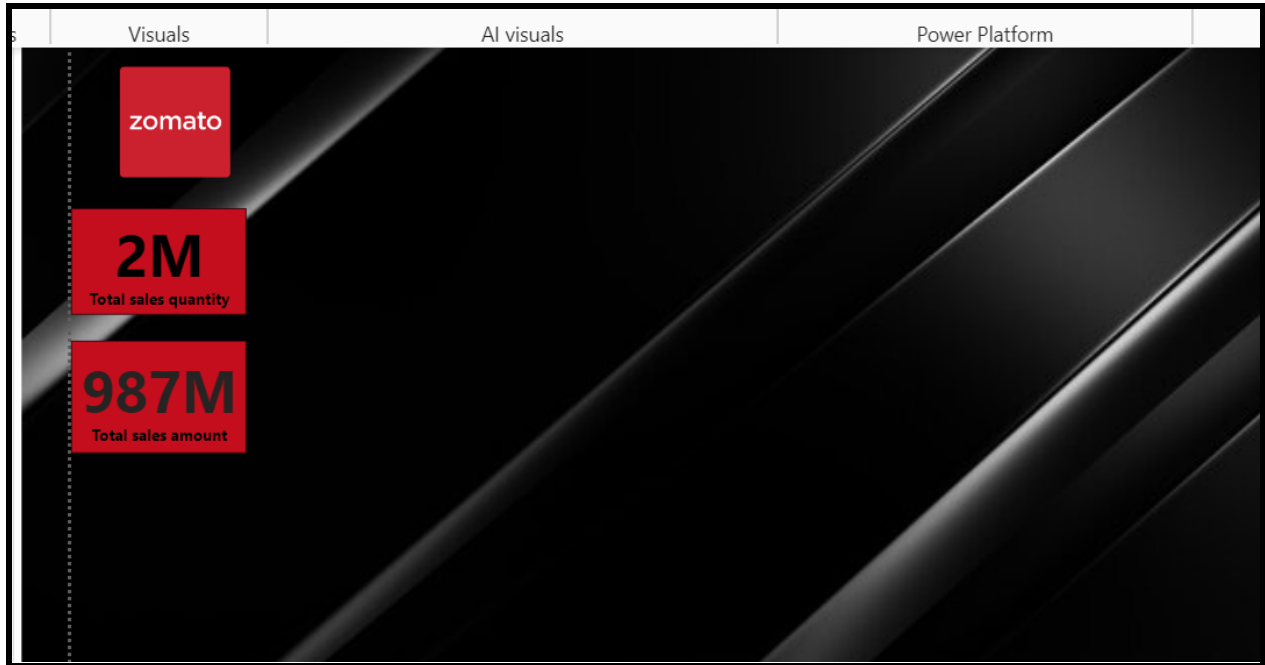 Visuals
AI visuals
Power Platform
zomato
2M
Total sales quantity
987M
Total sales amount